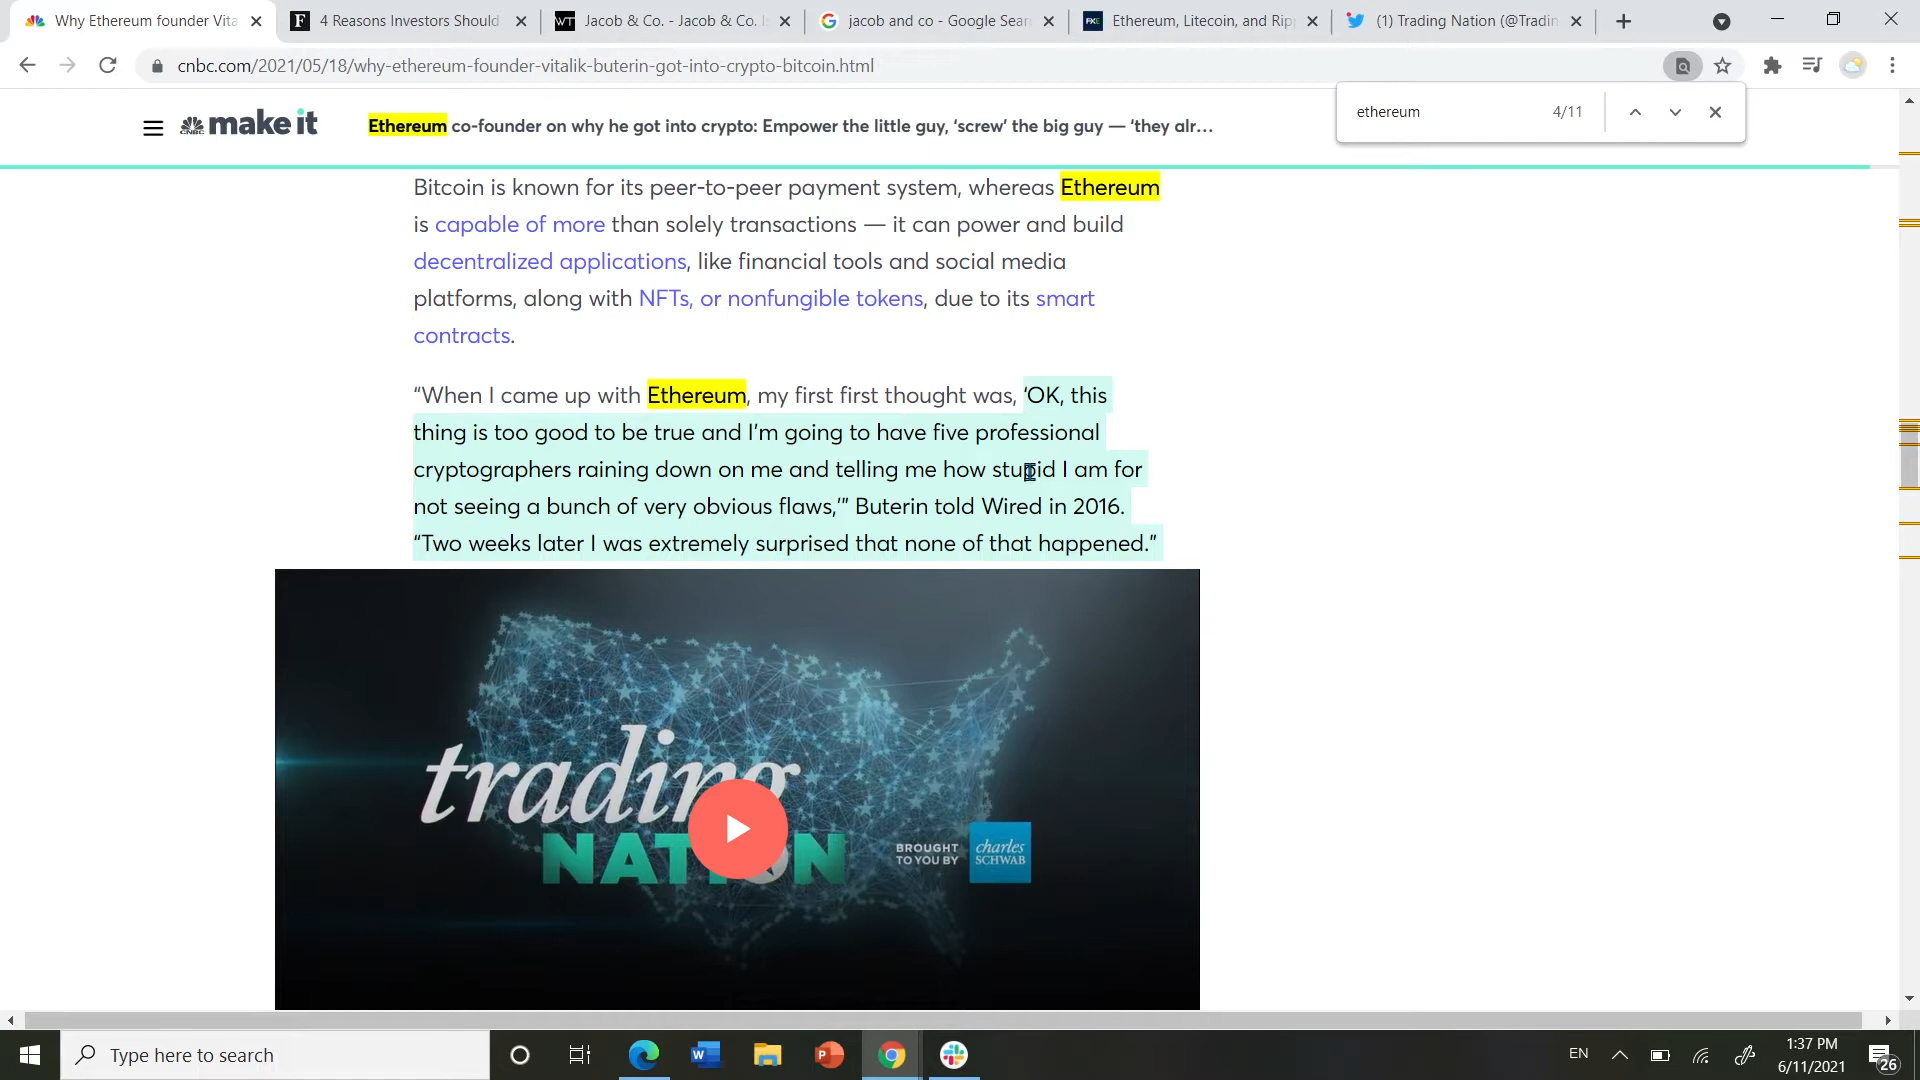 Why Ethereum founder Vita
4 Reasons Investors Should
WT
Jacob & Co. - Jacob & Co. I
jacob and co - Google Sear
Ethereum, Litecoin, and Rip
(1) Trading Nation (@Tradin
cnbc.com/2021/05/18/why-ethereum-founder-vitalik-buterin-got-into-crypto-bitcoin.html
ethereum
4/11
CNBC
make it
Ethereum co-founder on why he got into crypto: Empower the little guy, ‘screw’ the big guy — ‘they alr…
Bitcoin is known for its peer-to-peer payment system, whereas Ethereum
is capable of more than solely transactions — it can power and build
decentralized applications, like financial tools and social media
platforms, along with NFTs, or nonfungible tokens, due to its smart
contracts.
“When I came up with Ethereum, my first first thought was, ‘OK, this
thing is too good to be true and I’m going to have five professional
cryptographers raining down on me and telling me how stupid I am for
not seeing a bunch of very obvious flaws,’” Buterin told Wired in 2016.
“Two weeks later I was extremely surprised that none of that happened.”
trading
NATION
BROUGHT
TO YOU BY
charles
SCHWAB
Type here to search
EN
1:37 PM
6/11/2021
26